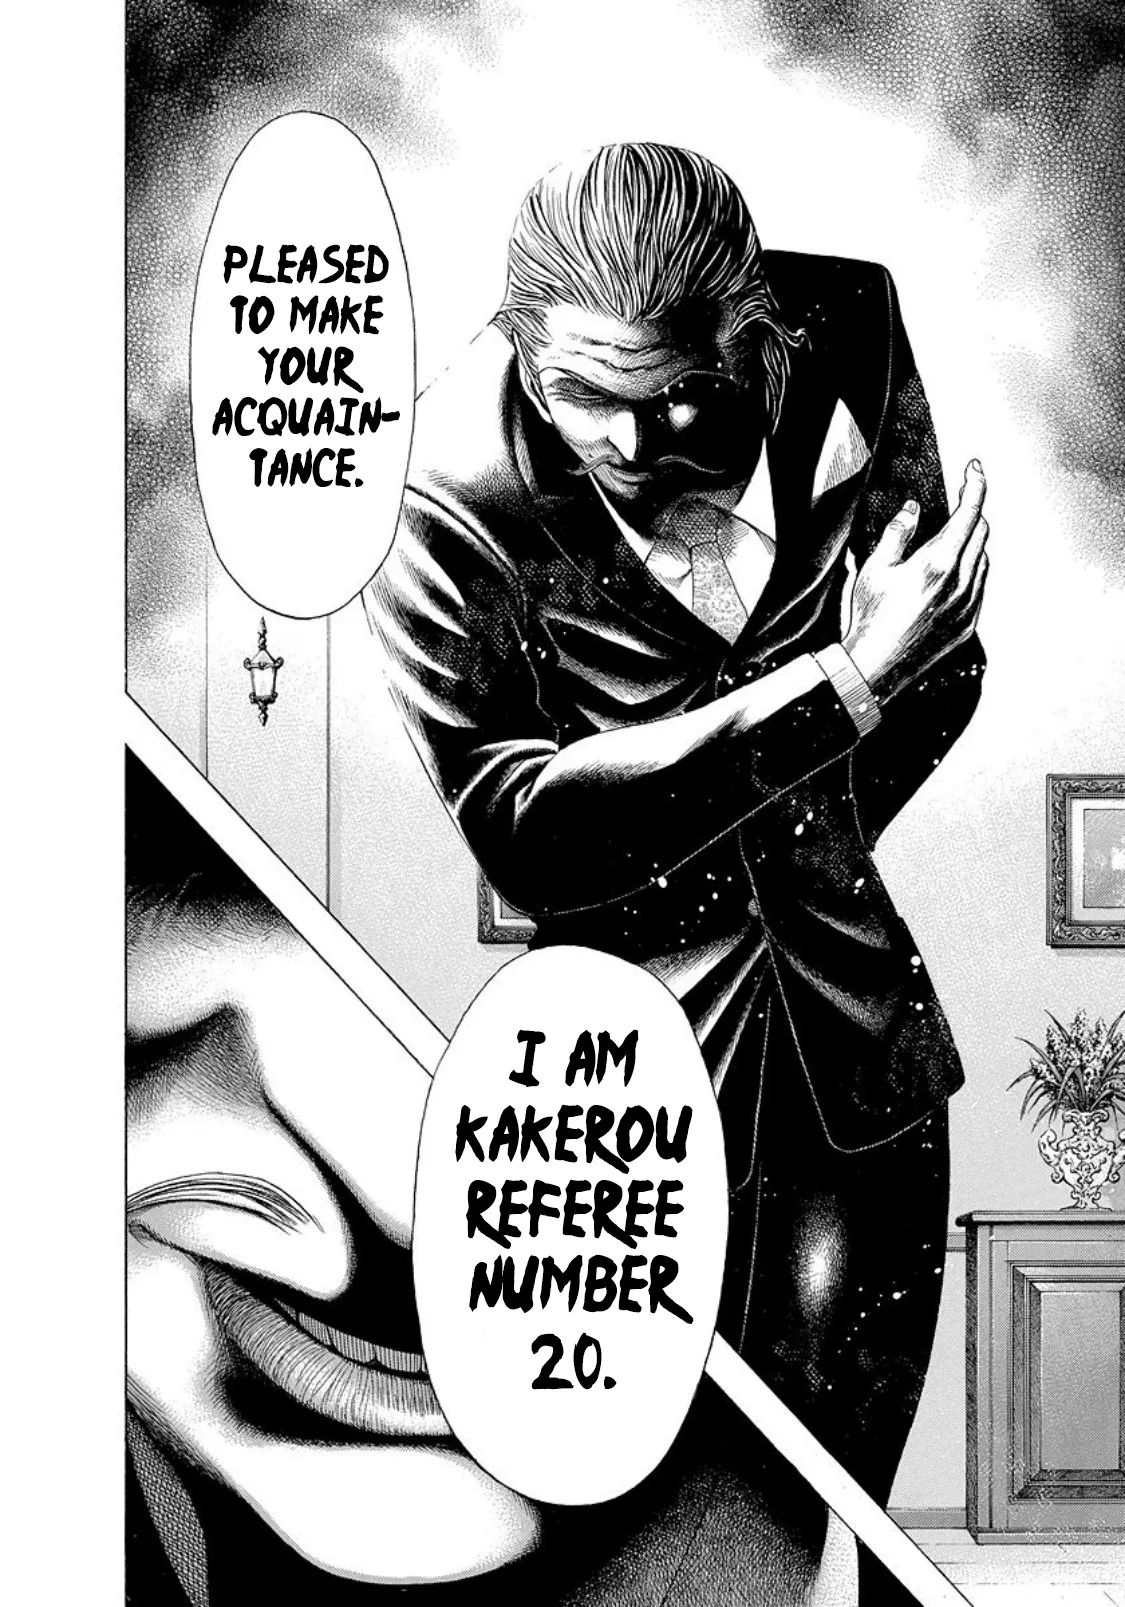 PLEASED
TO MAKE
YOUR
ACQUAIN-
TANCE.
I AM
KAKEROU
REFEREE
NUMBER
20.